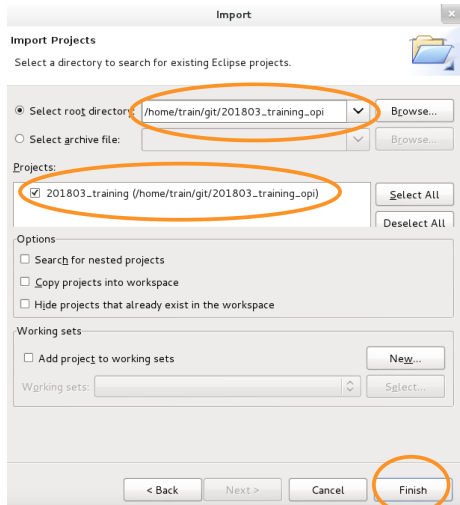 Import
Import Projects
Select a directory to search for existing Eclipse projects.
Select root directory: /home/train/git/201803_training_opi Browse...
Select archive file: Browse...
Projects:
201803_training (/home/train/git/201803_training_opi) Select All
Deselect All
Options
Search for nested projects
Copy projects into workspace
Hide projects that already exist in the workspace
Working sets
Add project to working sets New...
Working sets: Select...
< Back Next > Cancel Finish